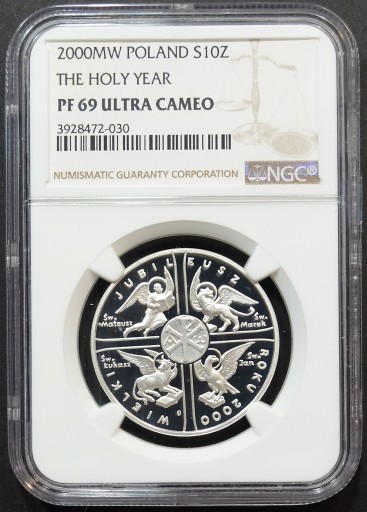 2000MW POLAND S10Z
THE HOLY YEAR
PF 69 ULTRA CAMEO
3928472-030
NUMISMATIC GUARANTY CORPORATION
NGC®
JUBILEUSZ
WIELKI
ROKU 2000
Św.
Mateusz
Św.
Marek
Św.
Łukasz
Św.
Jan